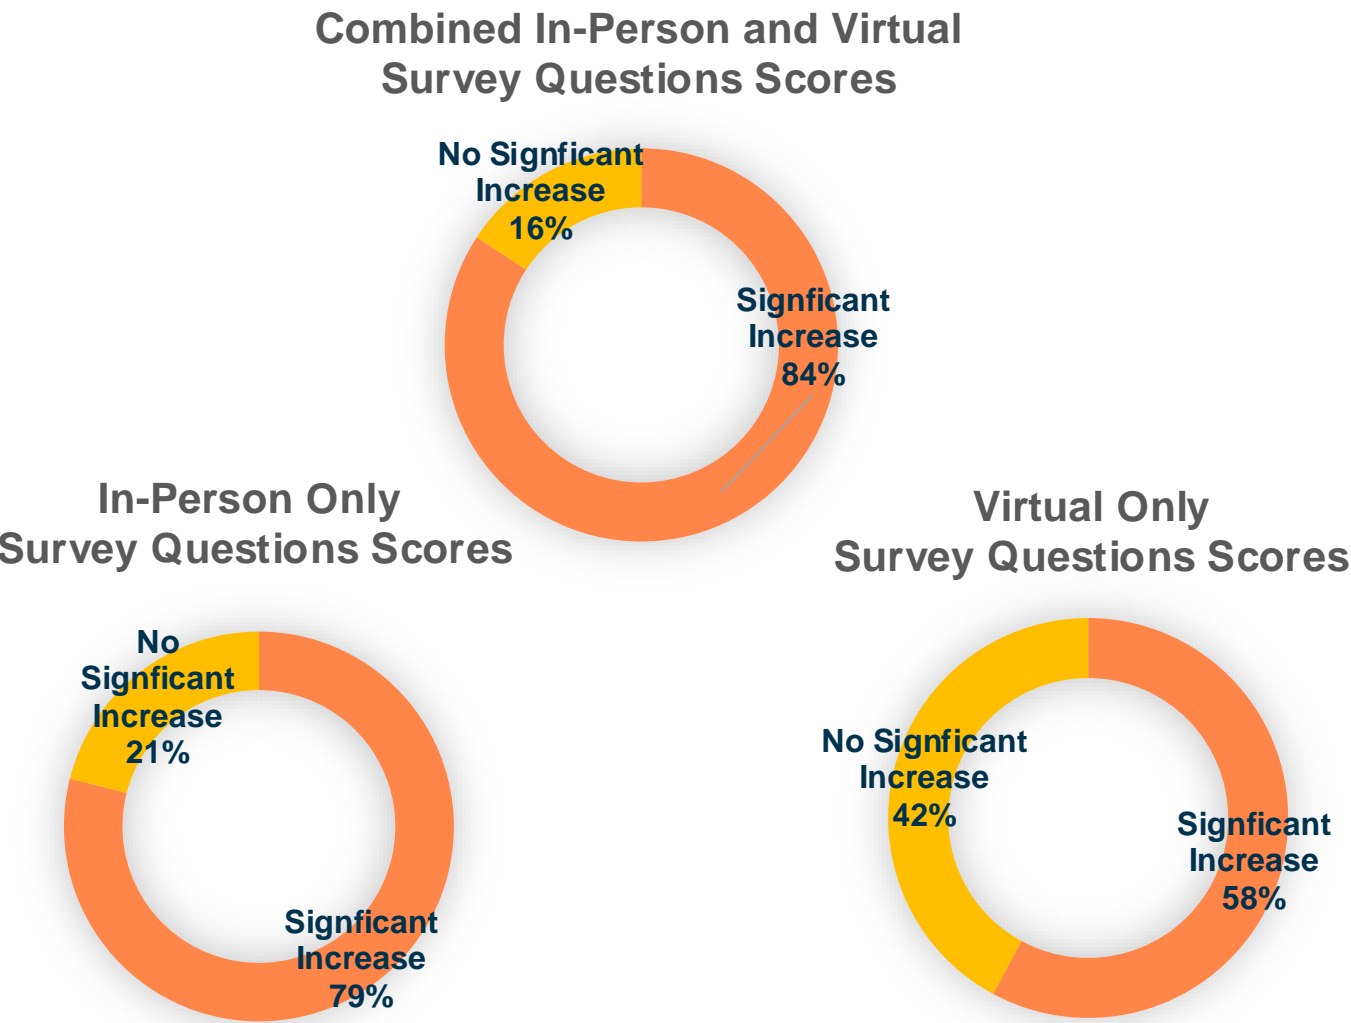 Combined In-Person and Virtual
Survey Questions Scores
No Signficant
Increase
16%
Signficant
Increase
84%
In-Person Only
Survey Questions Scores
No
Signficant
Increase
21%
Signficant
Increase
79%
Virtual Only
Survey Questions Scores
No Signficant
Increase
42%
Signficant
Increase
58%